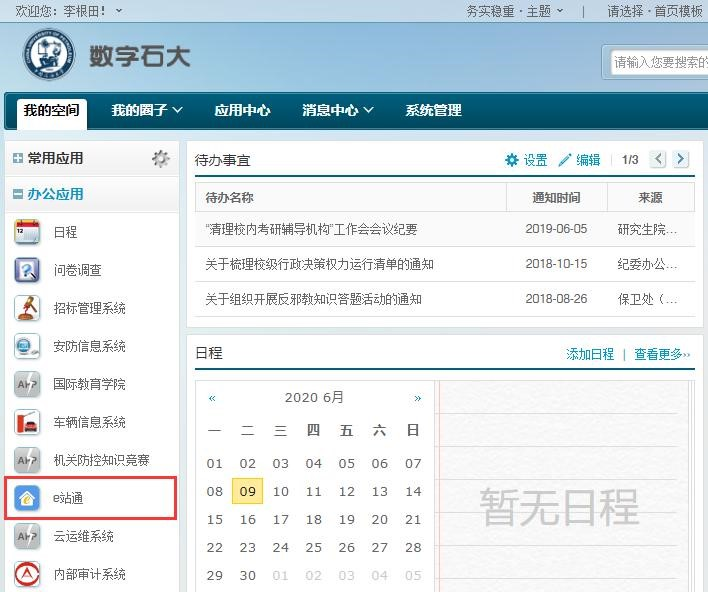 欢迎您：李根田！
务实稳重·主题 | 请选择·首页模板
数字石大
请输入您要搜索的
我的空间 我的圈子 应用中心 消息中心 系统管理
常用应用
办公应用
日程
问卷调查
招标管理系统
安防信息系统
国际教育学院
车辆信息系统
机关防控知识竞赛
e站通
云运维系统
内部审计系统
待办事宜 设置 编辑 | 1/3
待办名称 通知时间 来源
“清理校内考研辅导机构”工作会会议纪要 2019-06-05 研究生院...
关于梳理校级行政决策权力运行清单的通知 2018-10-15 纪委办公...
关于组织开展反邪教知识答题活动的通知 2018-08-26 保卫处（...
日程 添加日程 | 查看更多››
« 2020 6月 »
一 二 三 四 五 六 日
01 02 03 04 05 06 07
08 09 10 11 12 13 14
15 16 17 18 19 20 21
22 23 24 25 26 27 28
29 30 01 02 03 04 05
暂无日程